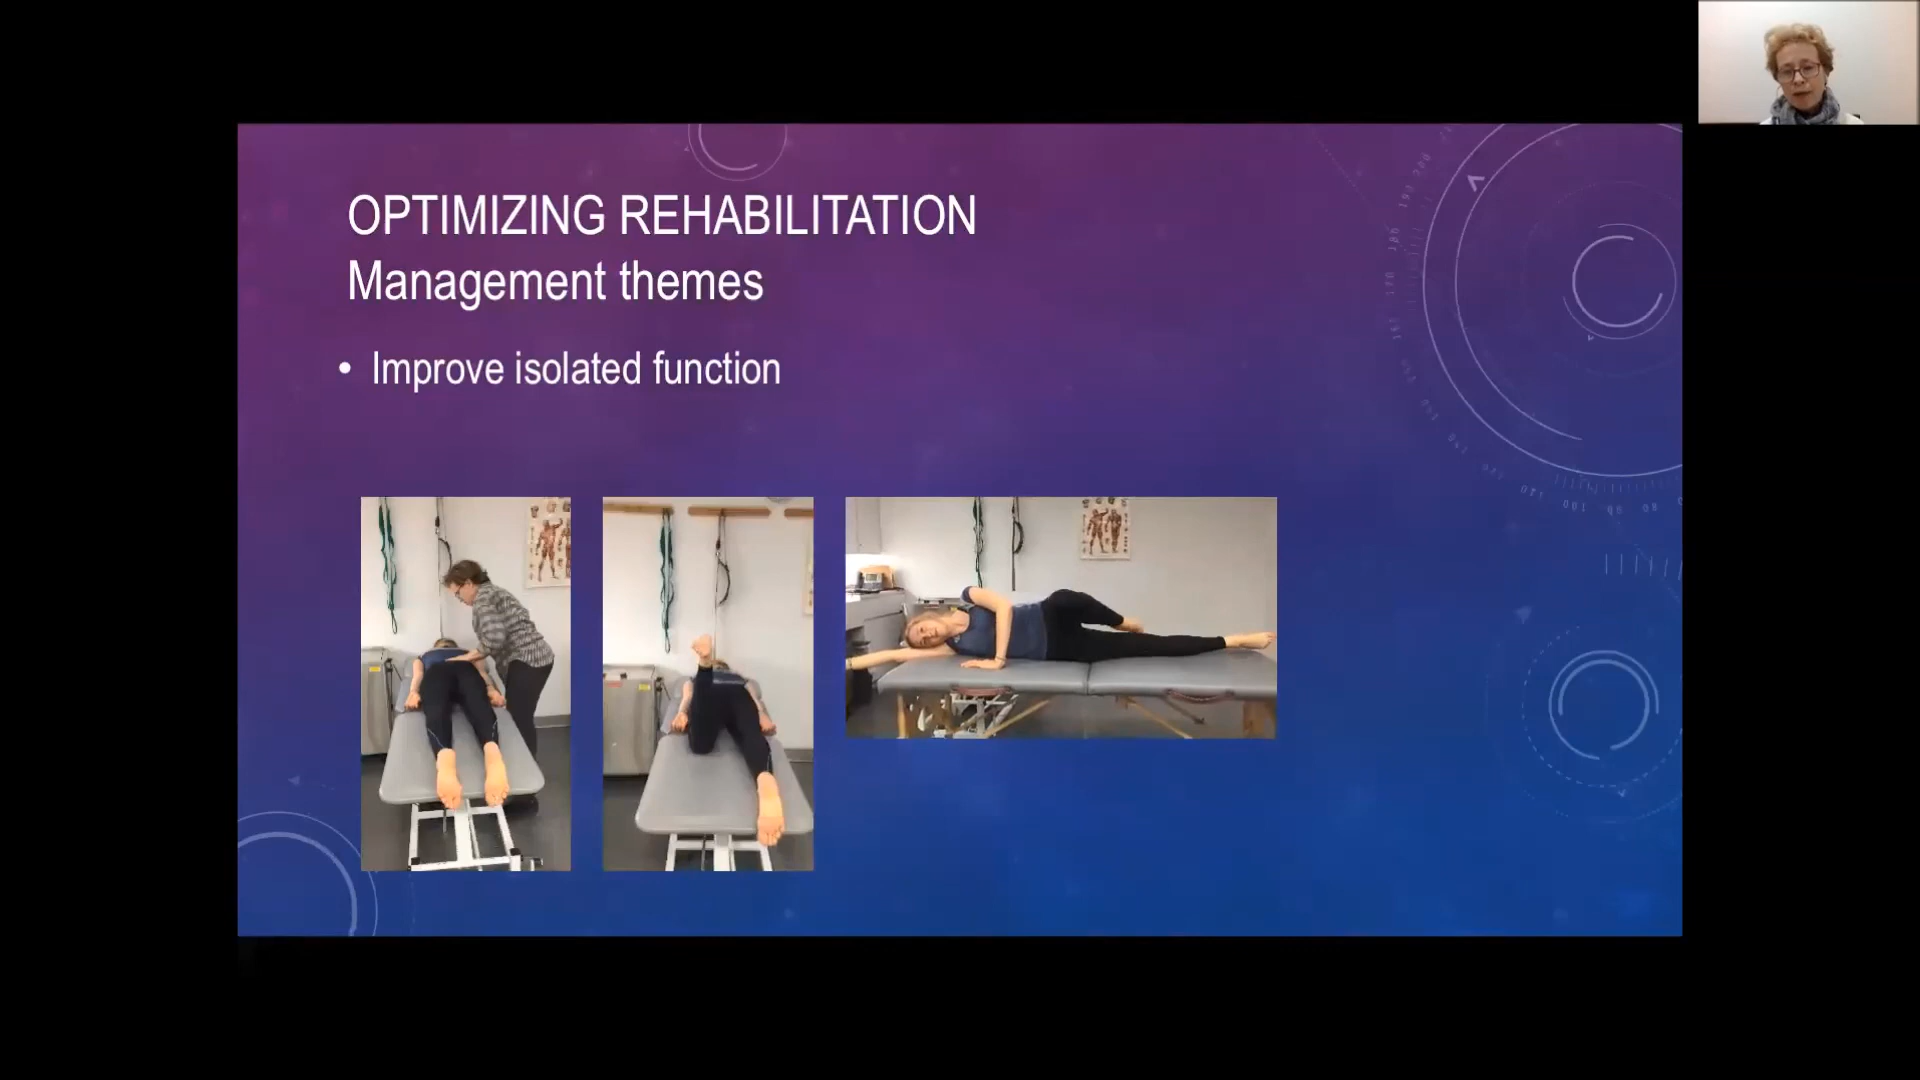 OPTIMIZING REHABILITATION
Management themes
• Improve isolated function